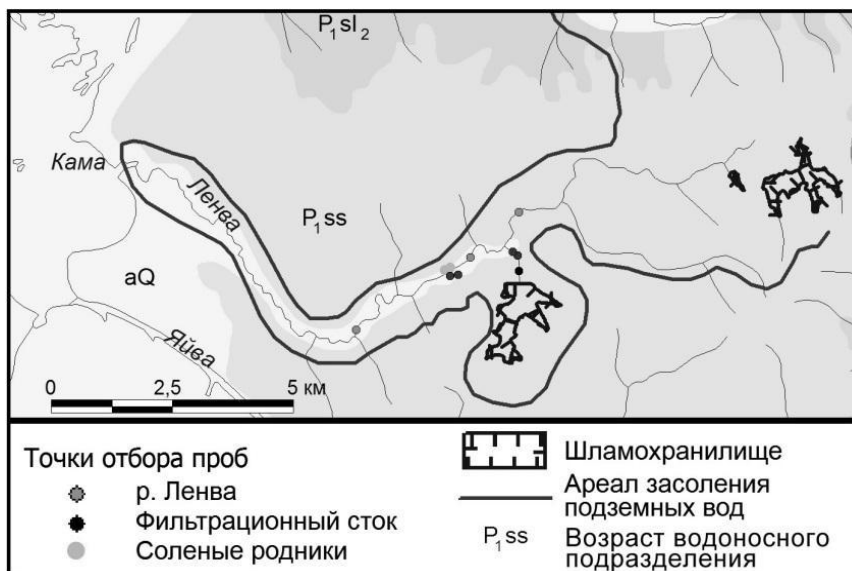 P₁sl₂
Кама
Ленва
P₁ss
aQ
Яйва
0 2,5 5 км
Точки отбора проб
р. Ленва
Фильтрационный сток
Соленые родники
Шламохранилище
Ареал засоления
подземных вод
P₁ss Возраст водоносного
подразделения